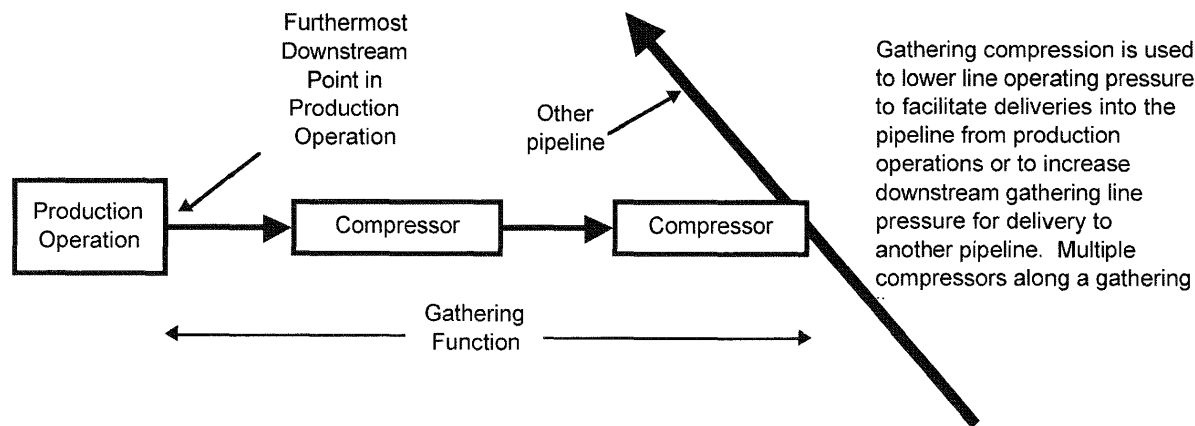 Furthermost
Downstream
Point in
Production
Operation
Other
pipeline
Production
Operation
Compressor
Compressor
Gathering
Function
Gathering compression is used
to lower line operating pressure
to facilitate deliveries into the
pipeline from production
operations or to increase
downstream gathering line
pressure for delivery to
another pipeline. Multiple
compressors along a gathering